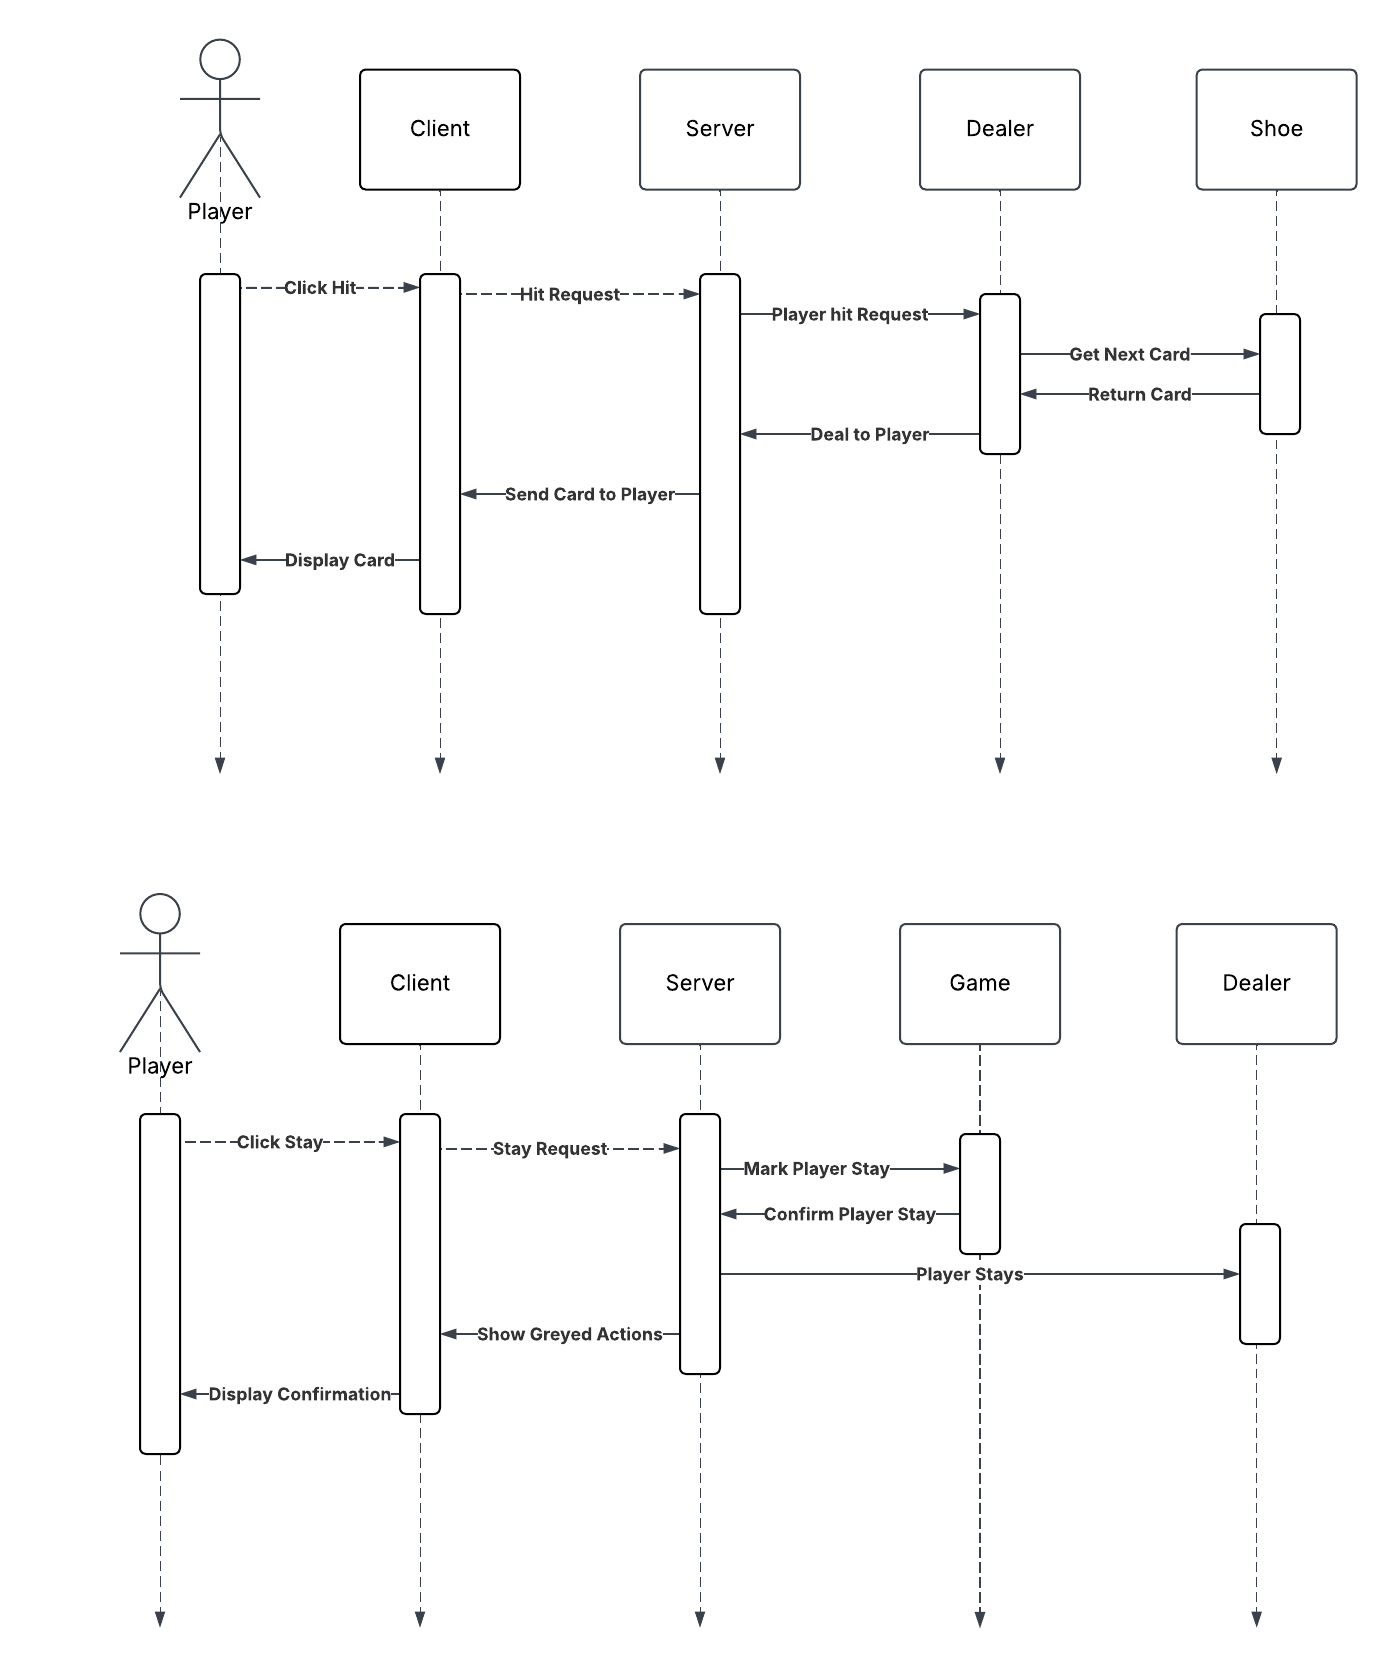 Player
Client
Server
Dealer
Shoe
Click Hit
Hit Request
Player hit Request
Get Next Card
Return Card
Deal to Player
Send Card to Player
Display Card
Player
Client
Server
Game
Dealer
Click Stay
Stay Request
Mark Player Stay
Confirm Player Stay
Player Stays
Show Greyed Actions
Display Confirmation